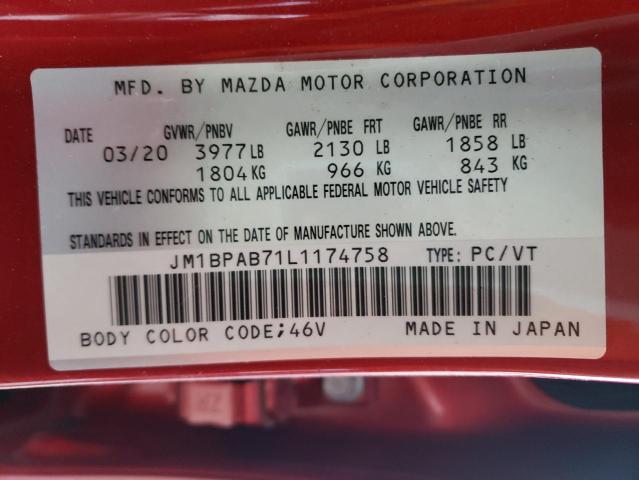 MFD. BY MAZDA MOTOR CORPORATION
DATE GVWR/PNBV GAWR/PNBE FRT GAWR/PNBE RR
03/20 3977 LB 2130 LB 1858 LB
1804 KG 966 KG 843 KG
THIS VEHICLE CONFORMS TO ALL APPLICABLE FEDERAL MOTOR VEHICLE SAFETY
STANDARDS IN EFFECT ON THE DATE OF MANUFACTURE SHOWN ABOVE.
JM1BPAB71L1174758 TYPE: PC/VT
BODY COLOR CODE;46V MADE IN JAPAN